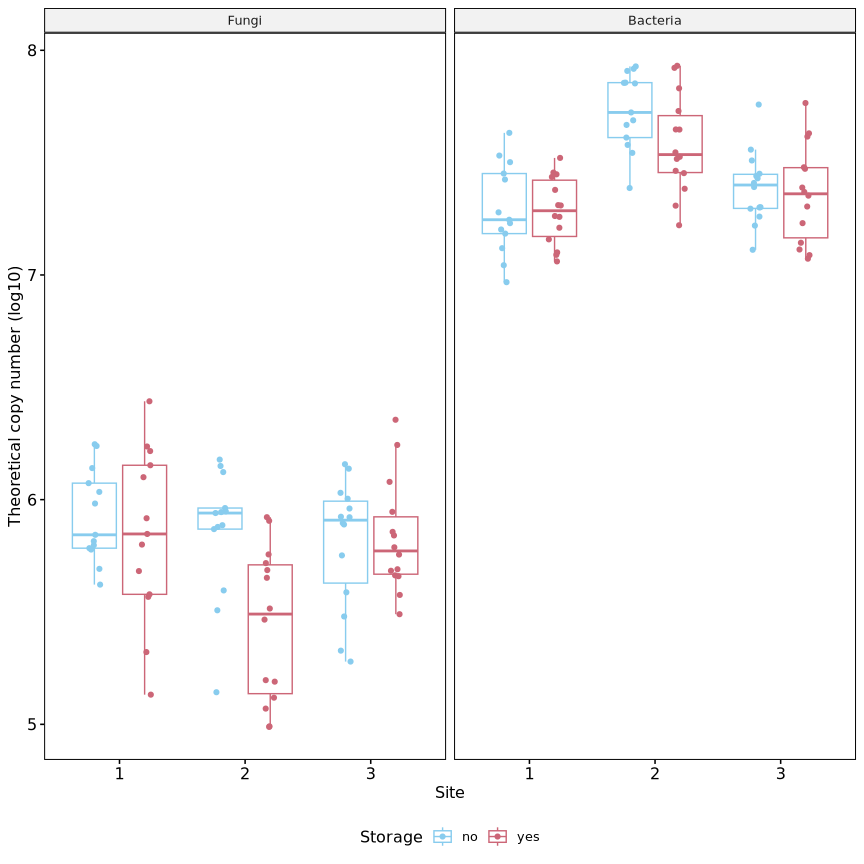 Fungi
Bacteria
Theoretical copy number (log10)
8
7
6
5
1 2 3
1 2 3
Site
Storage no yes